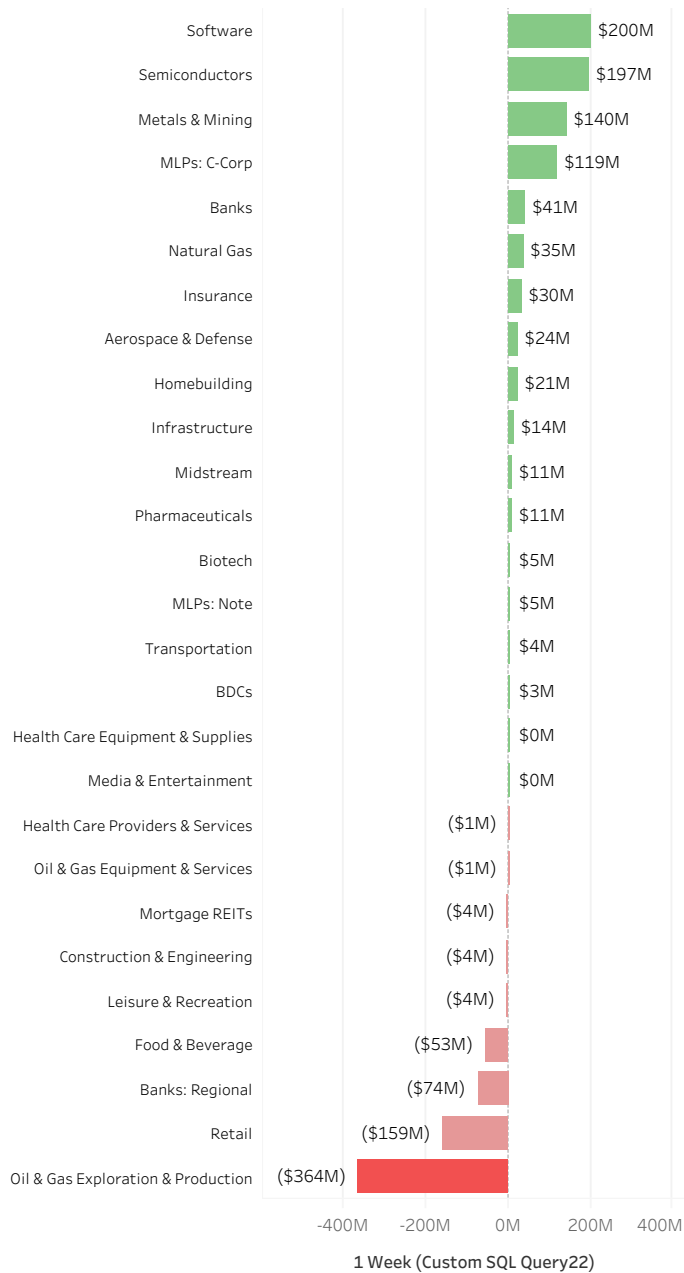 Software $200M
Semiconductors $197M
Metals & Mining $140M
MLPs: C-Corp $119M
Banks $41M
Natural Gas $35M
Insurance $30M
Aerospace & Defense $24M
Homebuilding $21M
Infrastructure $14M
Midstream $11M
Pharmaceuticals $11M
Biotech $5M
MLPs: Note $5M
Transportation $4M
BDCs $3M
Health Care Equipment & Supplies $0M
Media & Entertainment $0M
Health Care Providers & Services ($1M)
Oil & Gas Equipment & Services ($1M)
Mortgage REITs ($4M)
Construction & Engineering ($4M)
Leisure & Recreation ($4M)
Food & Beverage ($53M)
Banks: Regional ($74M)
Retail ($159M)
Oil & Gas Exploration & Production ($364M)
-400M -200M 0M 200M 400M
1 Week (Custom SQL Query22)